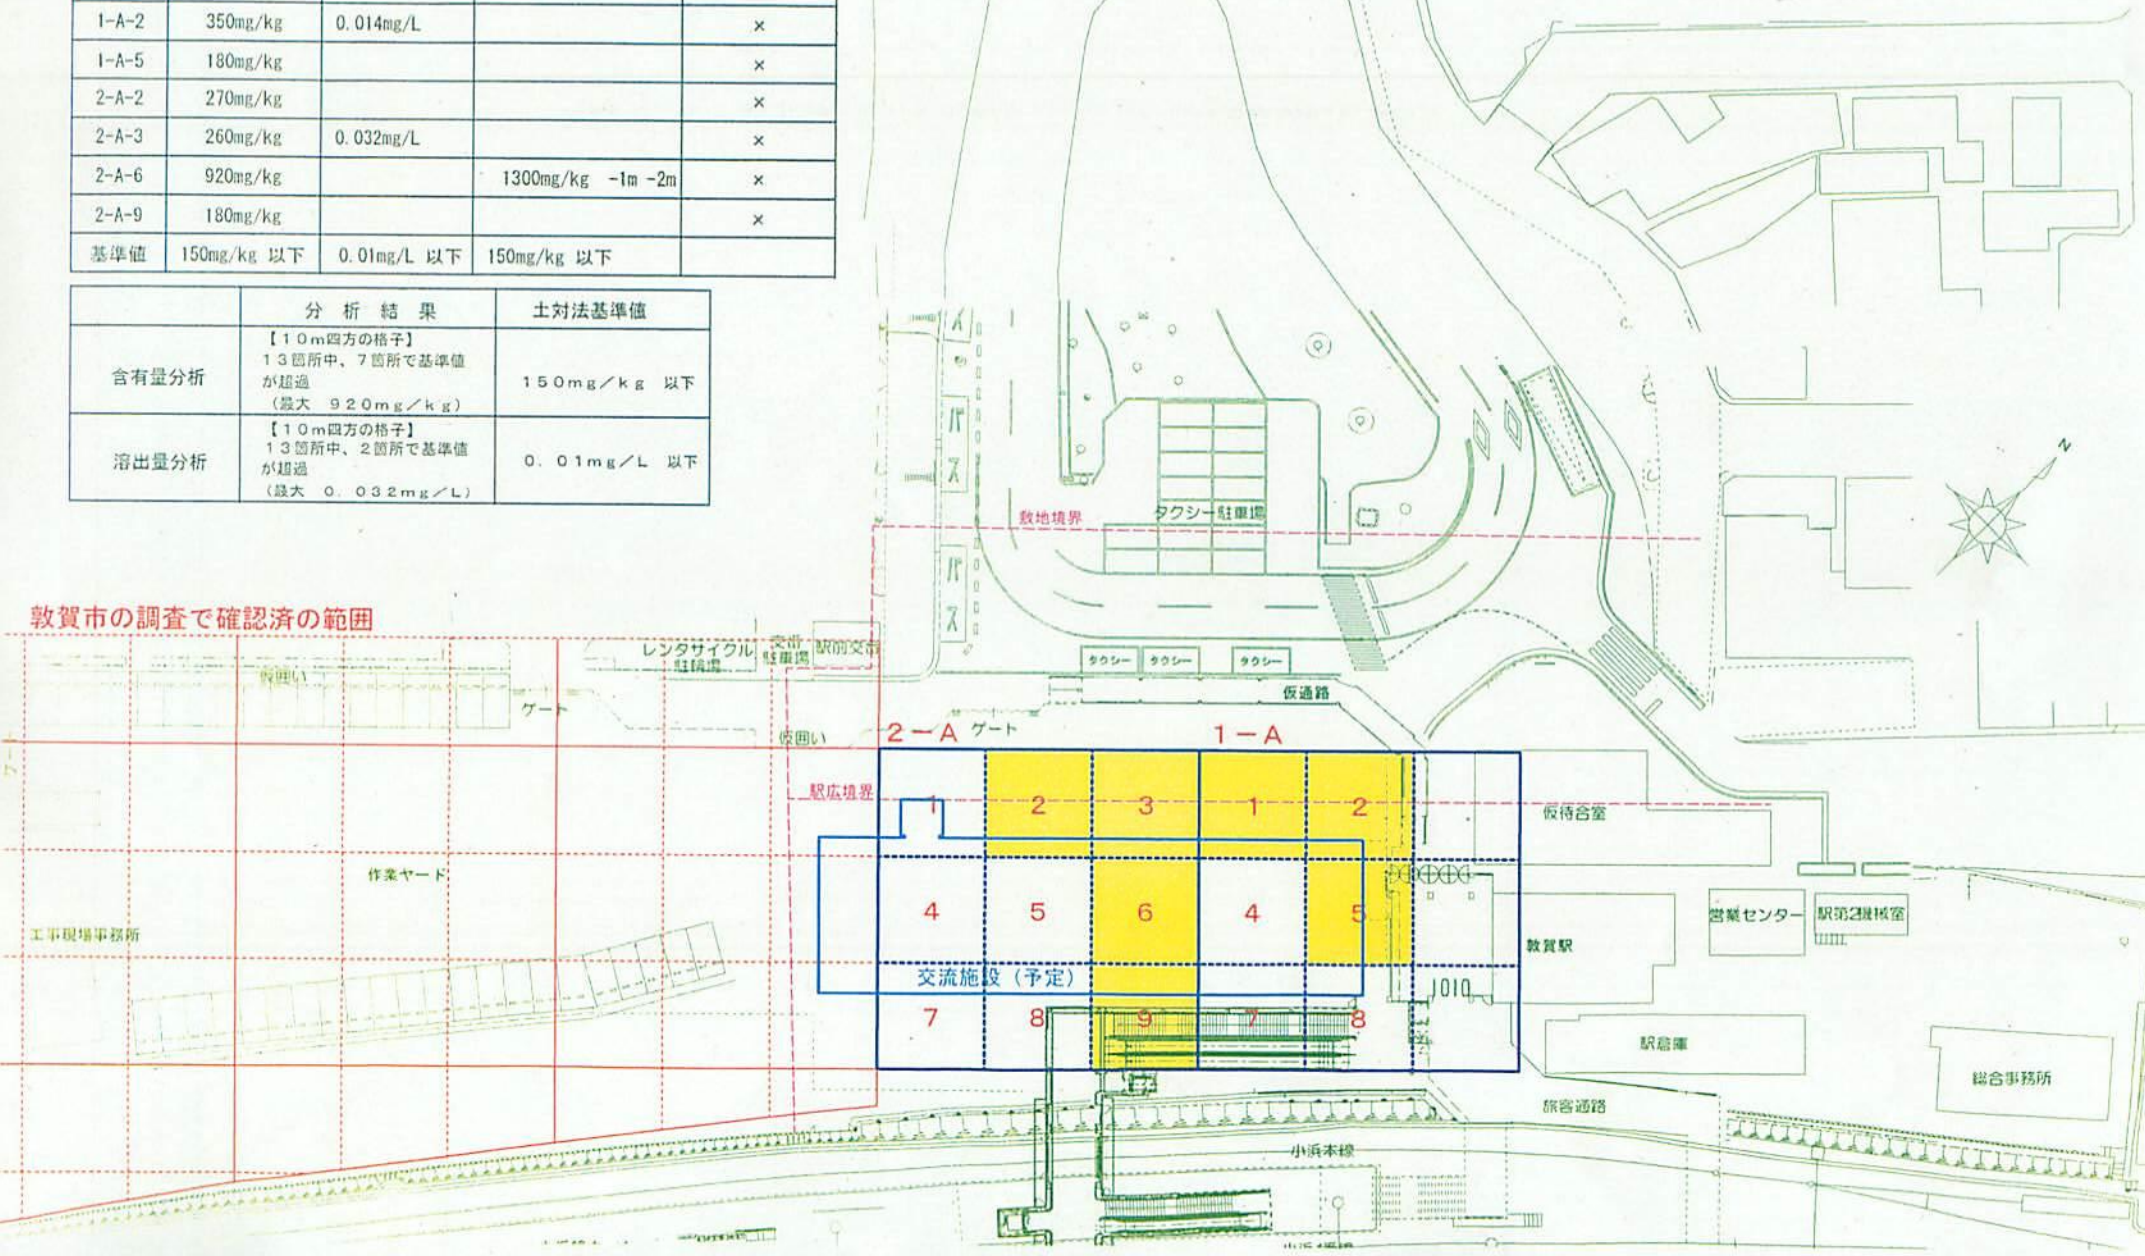 1-A-2 350mg/kg 0.014mg/L ×
1-A-5 180mg/kg ×
2-A-2 270mg/kg ×
2-A-3 260mg/kg 0.032mg/L ×
2-A-6 920mg/kg 1300mg/kg -1m -2m ×
2-A-9 180mg/kg ×
基準値 150mg/kg 以下 0.01mg/L 以下 150mg/kg 以下
分析結果 土対法基準値
含有量分析
【10m四方の格子】
13箇所中、7箇所で基準値
が超過
(最大 920mg/kg)
150mg/kg 以下
溶出量分析
【10m四方の格子】
13箇所中、2箇所で基準値
が超過
(最大 0.032mg/L)
0.01mg/L 以下
バス
バス
敷地境界
タクシー駐車場
N
敦賀市の調査で確認済の範囲
レンタサイクル
駐輪場
交番
駐車場
駅前交番
タクシー タクシー タクシー
仮囲い
ゲート
仮通路
仮囲い
2-A
ゲート
1-A
駅広境界
1 2 3 1 2
仮待合室
作業ヤード
4 5 6 4 5
営業センター
駅第2機械室
工事現場事務所
敦賀駅
交流施設(予定)
7 8 9 7 8
駅倉庫
総合事務所
旅客通路
小浜本線